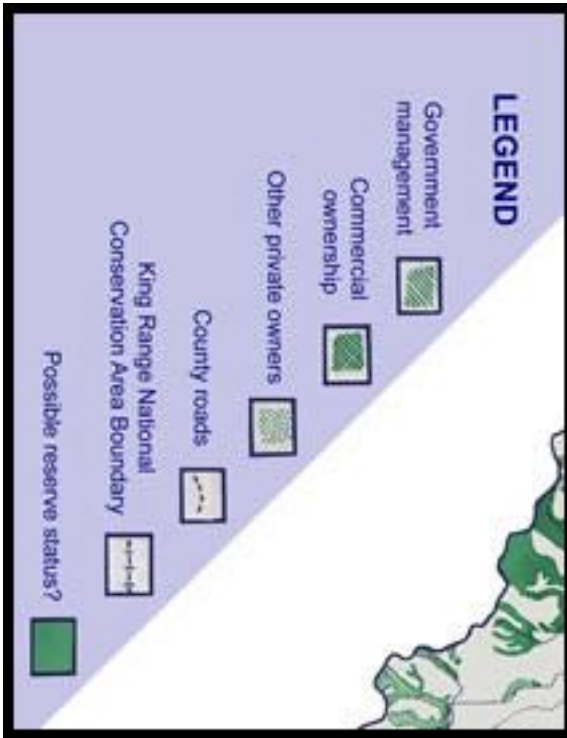 LEGEND
Government
management
Commercial
ownership
Other private owners
County roads
King Range National
Conservation Area Boundary
Possible reserve status?